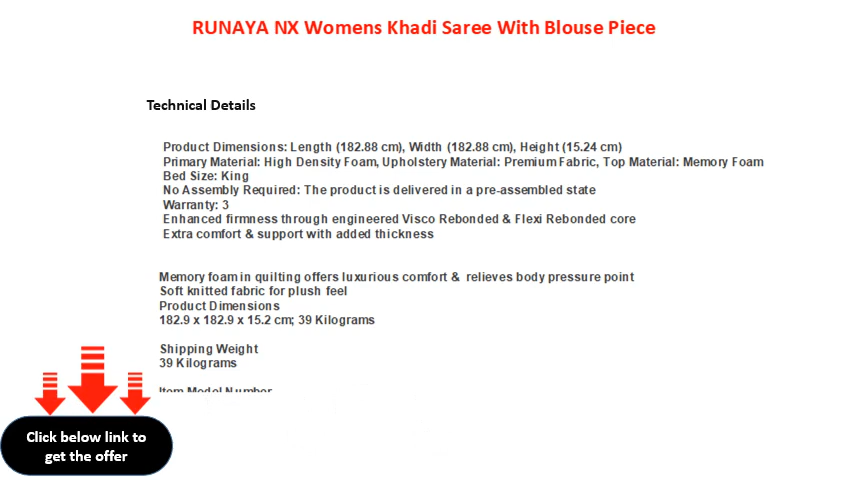 RUNAYA NX Womens Khadi Saree With Blouse Piece
Technical Details
Product Dimensions: Length (182.88 cm), Width (182.88 cm), Height (15.24 cm)
Primary Material: High Density Foam, Upholstery Material: Premium Fabric, Top Material: Memory Foam
Bed Size: King
No Assembly Required: The product is delivered in a pre-assembled state
Warranty: 3
Enhanced firmness through engineered Visco Rebonded & Flexi Rebonded core
Extra comfort & support with added thickness
Memory foam in quilting offers luxurious comfort & relieves body pressure point
Soft knitted fabric for plush feel
Product Dimensions
182.9 x 182.9 x 15.2 cm; 39 Kilograms
Shipping Weight
39 Kilograms
Item Model Number
Click below link to
get the offer